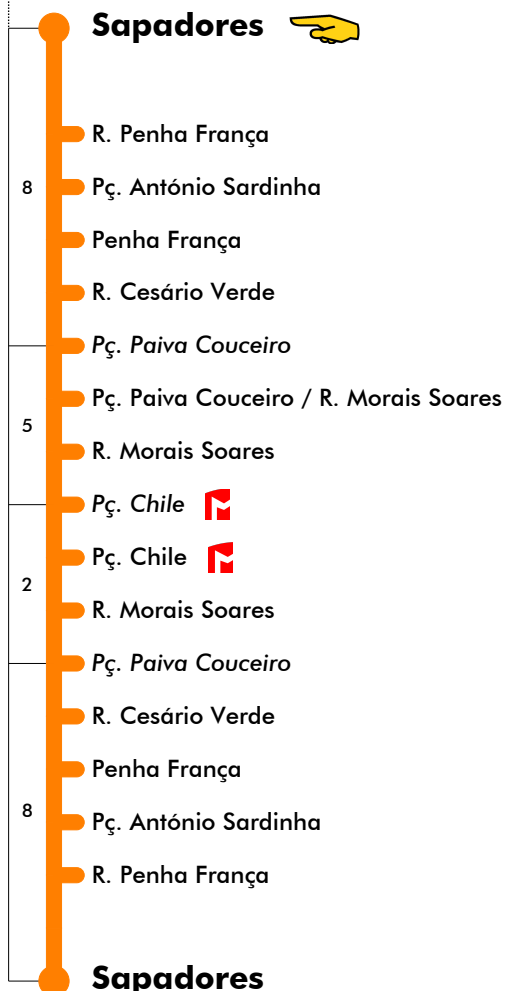 Sapadores
R. Penha França
8
Pç. António Sardinha
Penha França
R. Cesário Verde
Pç. Paiva Couceiro
Pç. Paiva Couceiro / R. Morais Soares
5
R. Morais Soares
Pç. Chile
Pç. Chile
2
R. Morais Soares
Pç. Paiva Couceiro
R. Cesário Verde
Penha França
8
Pç. António Sardinha
R. Penha França
Sapadores